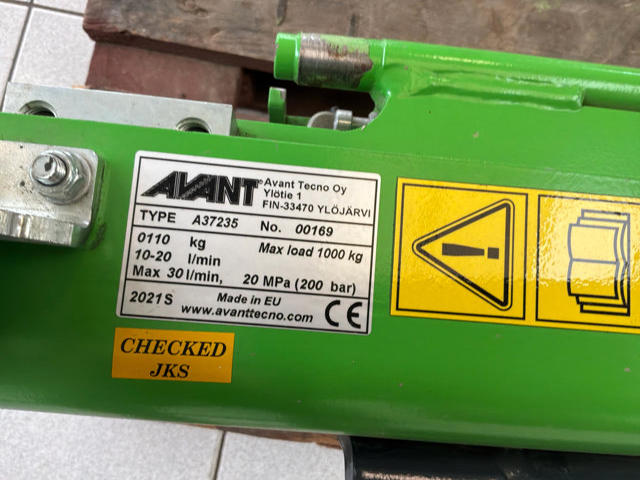 AVANT® Avant Tecno Oy
Ylötie 1
FIN-33470 YLÖJÄRVI
TYPE A37235 No. 00169
0110 kg Max load 1000 kg
10-20 l/min
Max 30 l/min, 20 MPa (200 bar)
2021 S Made in EU
www.avanttecno.com CE
CHECKED
JKS